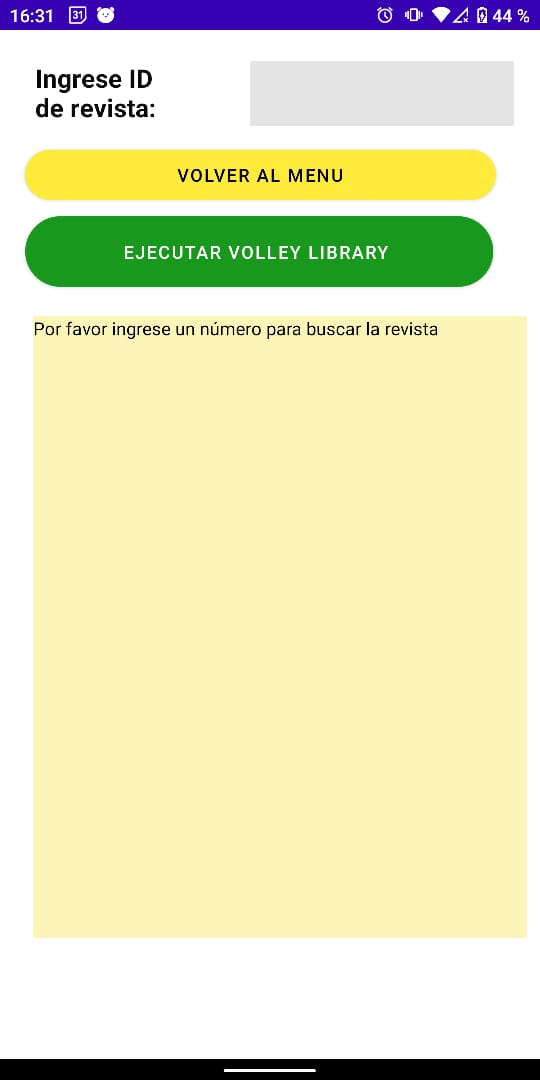 16:31 31 44 %
Ingrese ID
de revista:
VOLVER AL MENU
EJECUTAR VOLLEY LIBRARY
Por favor ingrese un número para buscar la revista